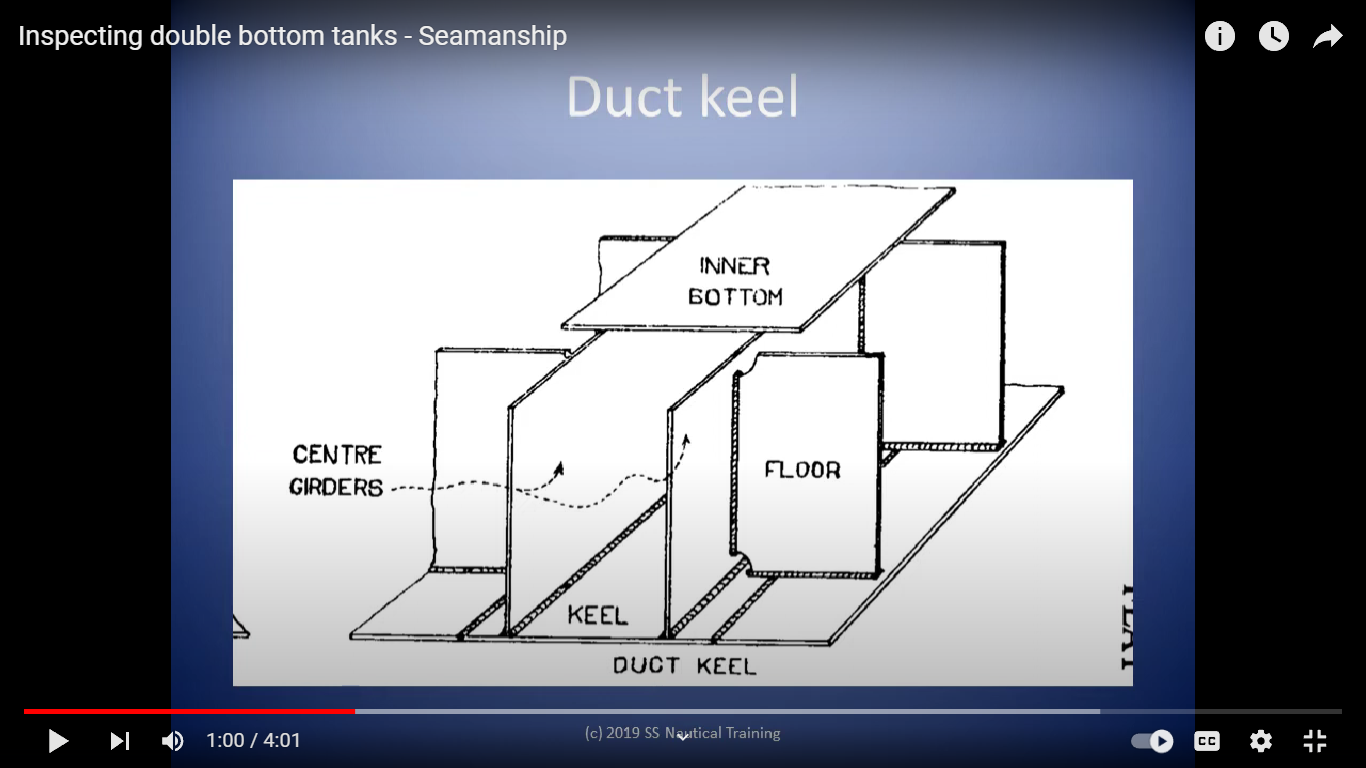 Inspecting double bottom tanks - Seamanship
Duct keel
INNER
BOTTOM
CENTRE
GIRDERS
FLOOR
KEEL
DUCT KEEL
(c) 2019 SS Nautical Training
1:00 / 4:01
CC